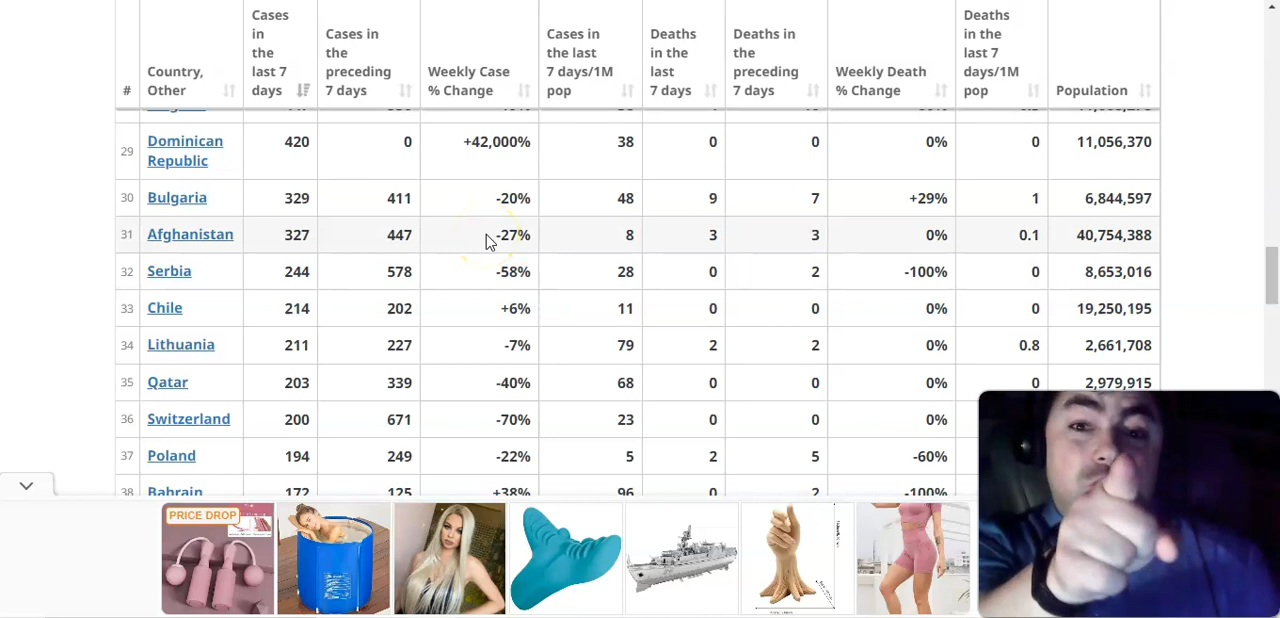 Cases
in
the
last 7
days
Cases in
the
preceding
7 days
Weekly Case
% Change
Cases in
the last
7 days/1M
pop
Deaths
in the
last
7 days
Deaths in
the
preceding
7 days
Weekly Death
% Change
Deaths
in the
last 7
days/1M
pop
Population
#
Country,
Other
29 Dominican Republic 420 0 +42,000% 38 0 0 0% 0 11,056,370
30 Bulgaria 329 411 -20% 48 9 7 +29% 1 6,844,597
31 Afghanistan 327 447 -27% 8 3 3 0% 0.1 40,754,388
32 Serbia 244 578 -58% 28 0 2 -100% 0 8,653,016
33 Chile 214 202 +6% 11 0 0 0% 0 19,250,195
34 Lithuania 211 227 -7% 79 2 2 0% 0.8 2,661,708
35 Qatar 203 339 -40% 68 0 0 0% 0 2,979,915
36 Switzerland 200 671 -70% 23 0 0 0%
37 Poland 194 249 -22% 5 2 5 -60%
38 Bahrain 172 125 +38% 96 0 2 -100%
PRICE DROP